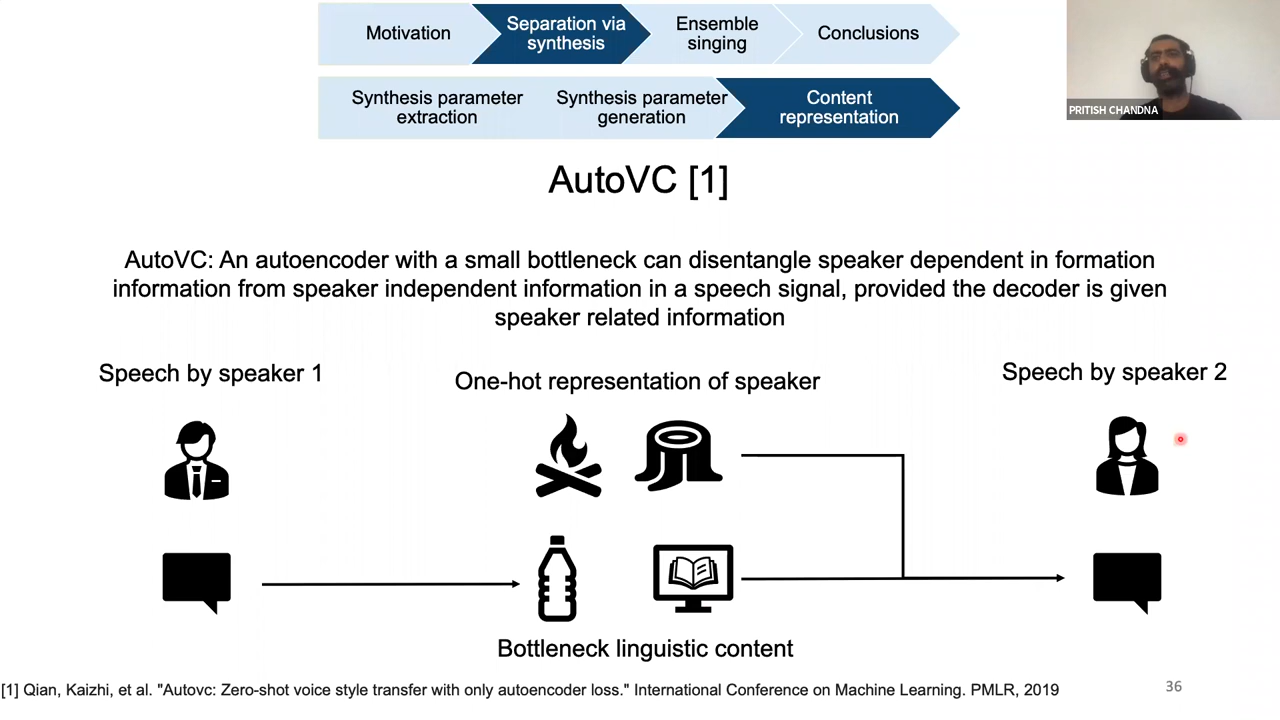 Motivation
Separation via
synthesis
Ensemble
singing
Conclusions
Synthesis parameter
extraction
Synthesis parameter
generation
Content
representation
PRITISH CHANDNA
AutoVC [1]
AutoVC: An autoencoder with a small bottleneck can disentangle speaker dependent in formation
information from speaker independent information in a speech signal, provided the decoder is given
speaker related information
Speech by speaker 1
One-hot representation of speaker
Speech by speaker 2
Bottleneck linguistic content
[1] Qian, Kaizhi, et al. "Autovc: Zero-shot voice style transfer with only autoencoder loss." International Conference on Machine Learning. PMLR, 2019
36